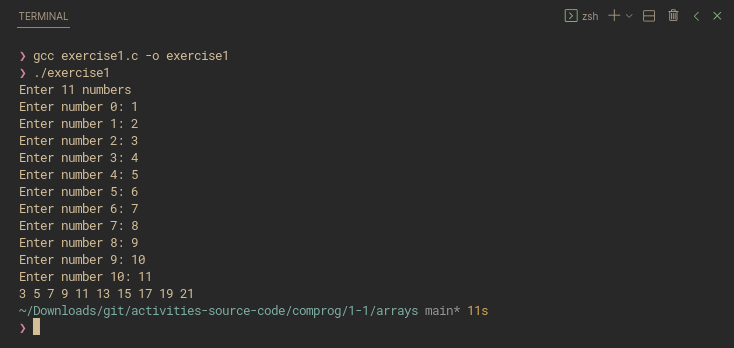 TERMINAL
zsh
❯ gcc exercise1.c -o exercise1
❯ ./exercise1
Enter 11 numbers
Enter number 0: 1
Enter number 1: 2
Enter number 2: 3
Enter number 3: 4
Enter number 4: 5
Enter number 5: 6
Enter number 6: 7
Enter number 7: 8
Enter number 8: 9
Enter number 9: 10
Enter number 10: 11
3 5 7 9 11 13 15 17 19 21
~/Downloads/git/activities-source-code/comprog/1-1/arrays main* 11s
❯